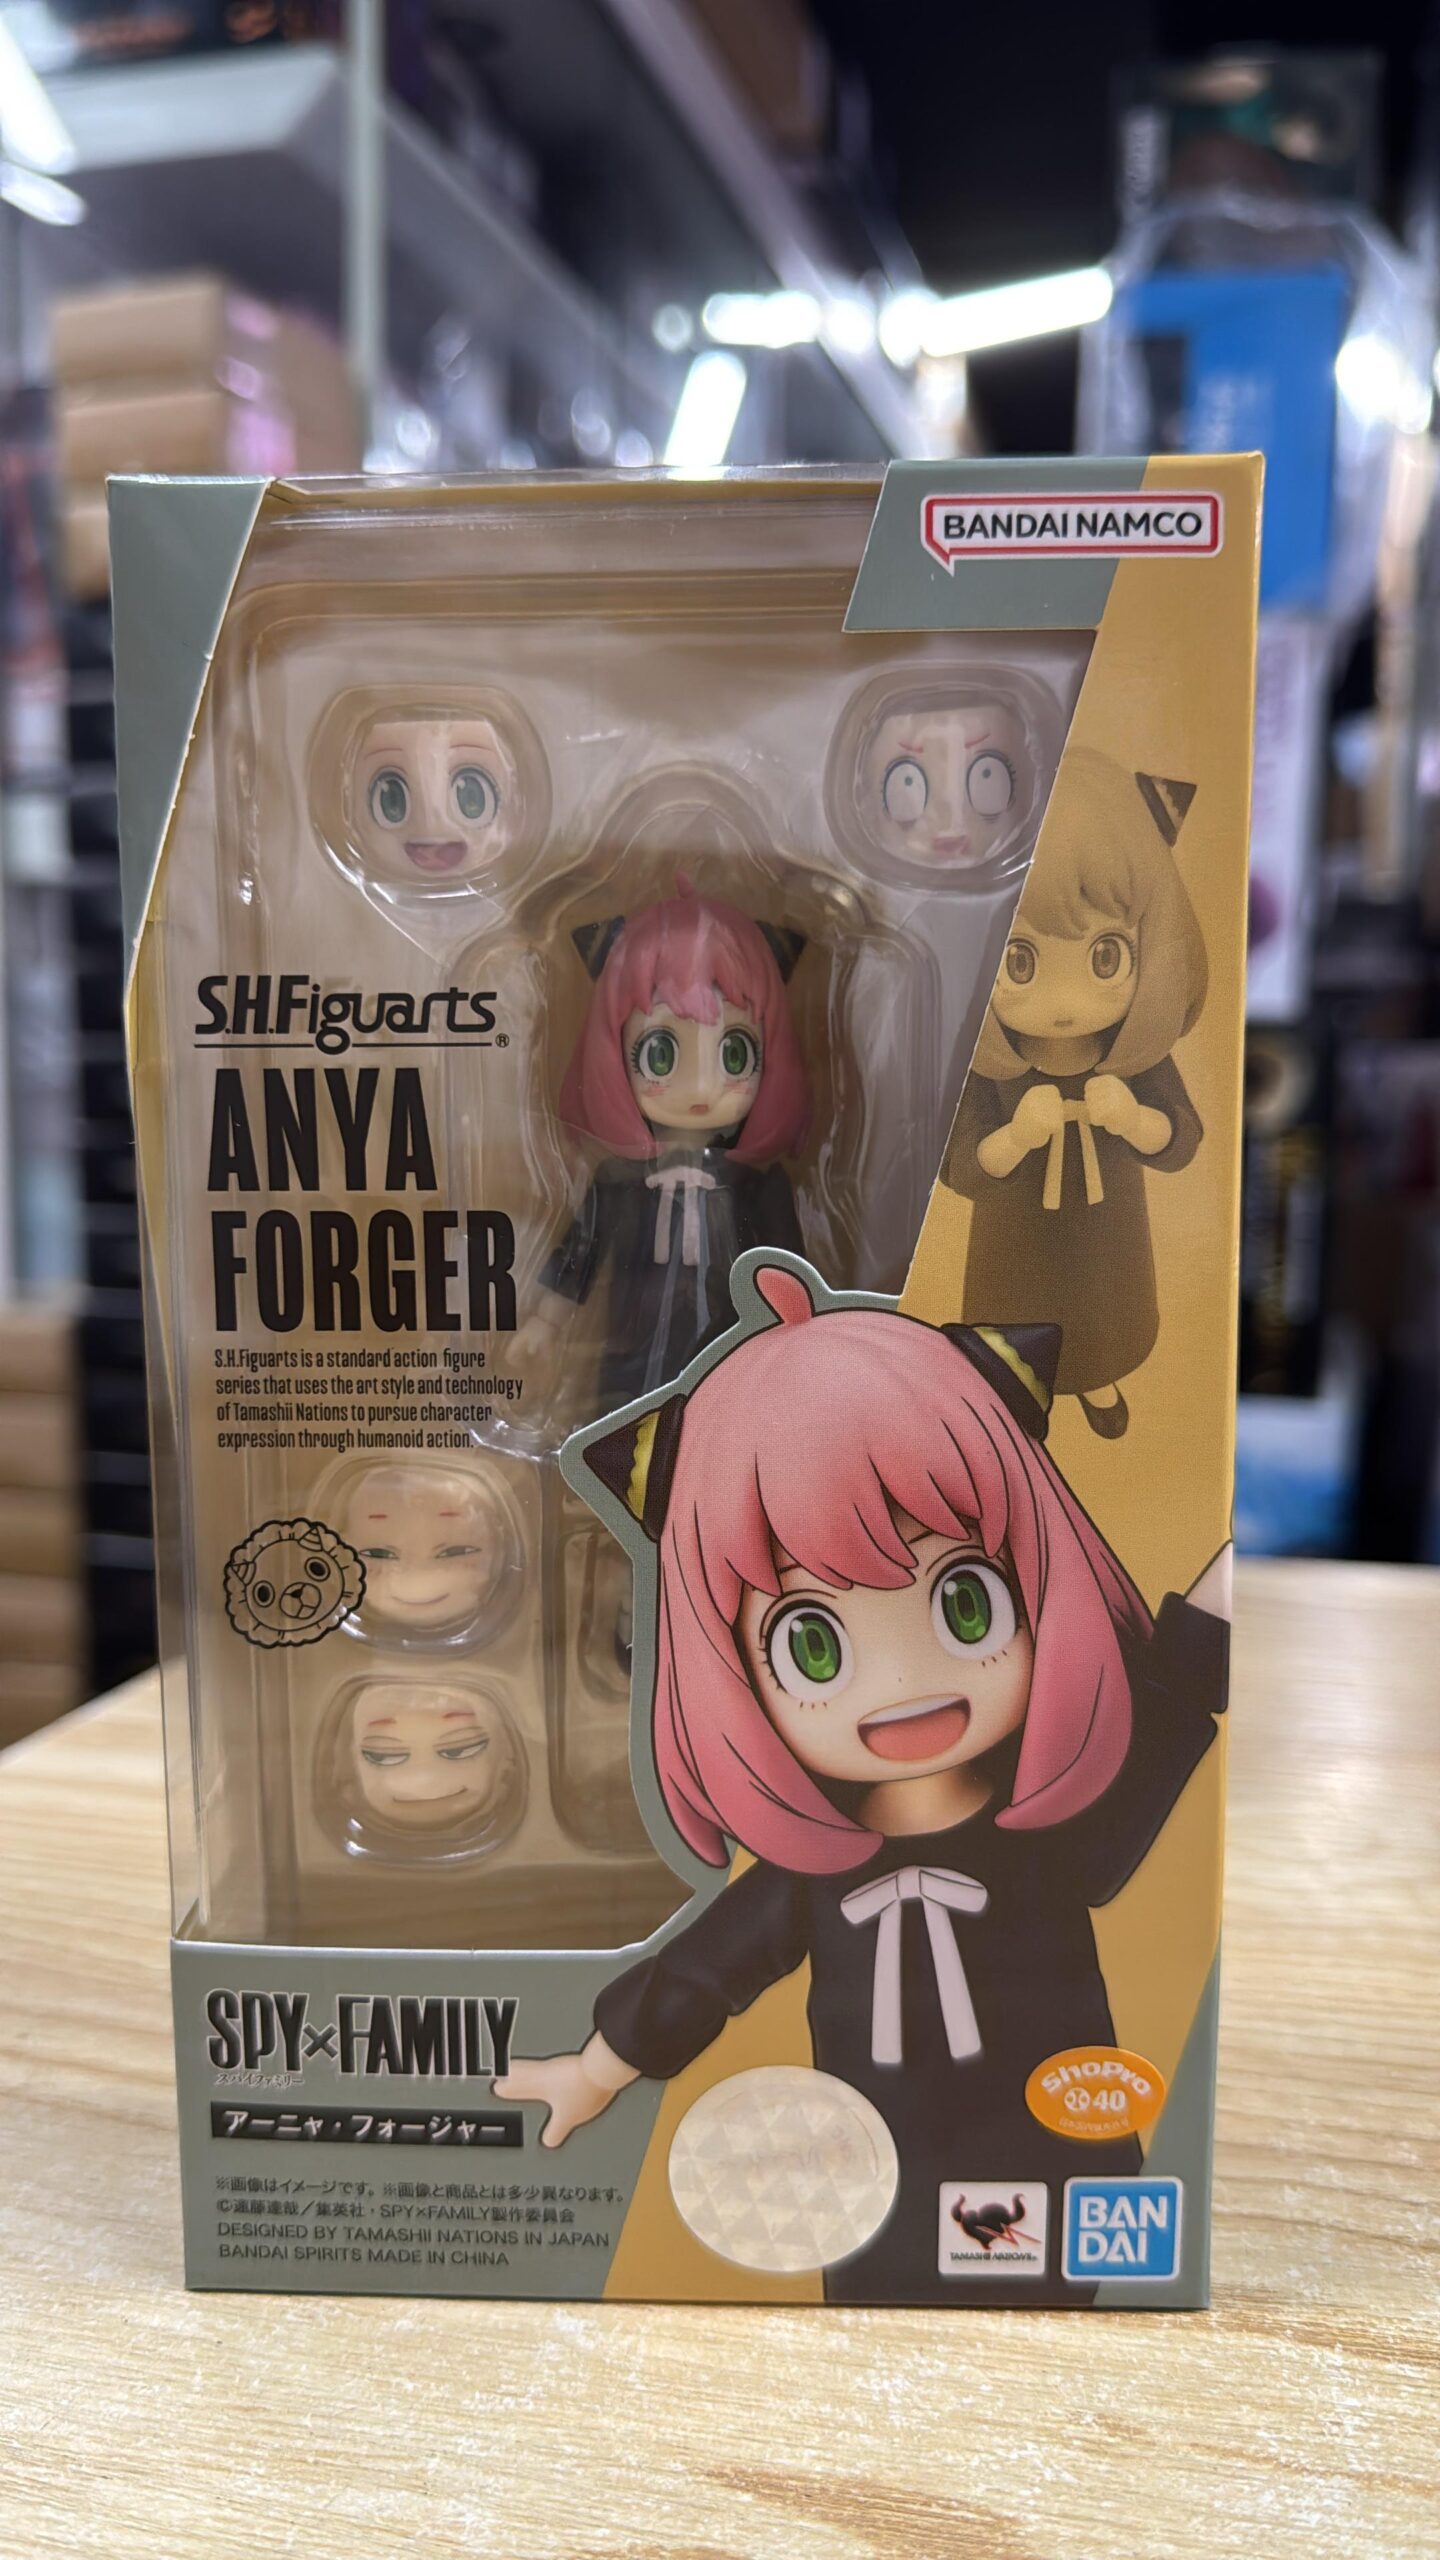 BANDAI NAMCO
S.H.Figuarts®
ANYA
FORGER
S.H.Figuarts is a standard action figure
series that uses the art style and technology
of Tamashii Nations to pursue character
expression through humanoid action.
SPY×FAMILY
スパイファミリー
アーニャ・フォージャー
※画像はイメージです。※画像と商品とは多少異なります。
©遠藤達哉/集英社・SPY×FAMILY製作委員会
DESIGNED BY TAMASHII NATIONS IN JAPAN
BANDAI SPIRITS MADE IN CHINA
ShoPro
40
TAMASHII NATIONS
BAN
DAI